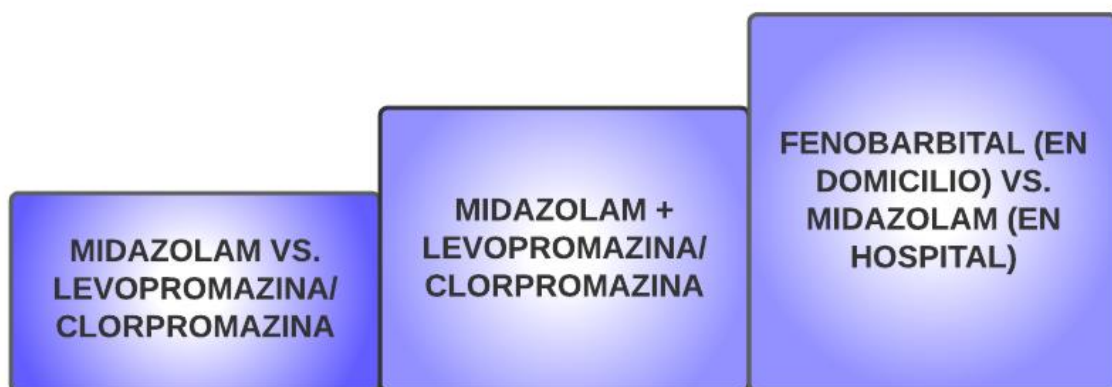 MIDAZOLAM VS.
LEVOPROMAZINA/
CLORPROMAZINA
MIDAZOLAM +
LEVOPROMAZINA/
CLORPROMAZINA
FENOBARBITAL (EN
DOMICILIO) VS.
MIDAZOLAM (EN
HOSPITAL)